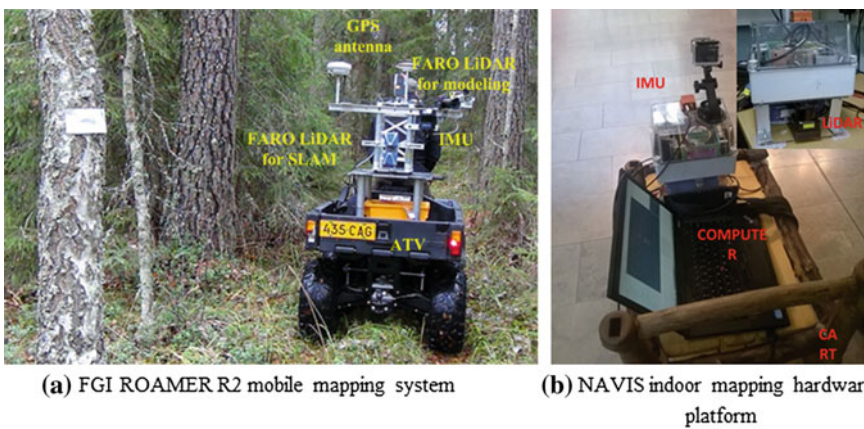 GPS
antenna
FARO LiDAR
for modeling
FARO LiDAR
for SLAM
IMU
435 CAG
ATV
IMU
LiDAR
COMPUTE
R
CA
RT
(a) FGI ROAMER R2 mobile mapping system
(b) NAVIS indoor mapping hardwar
platform